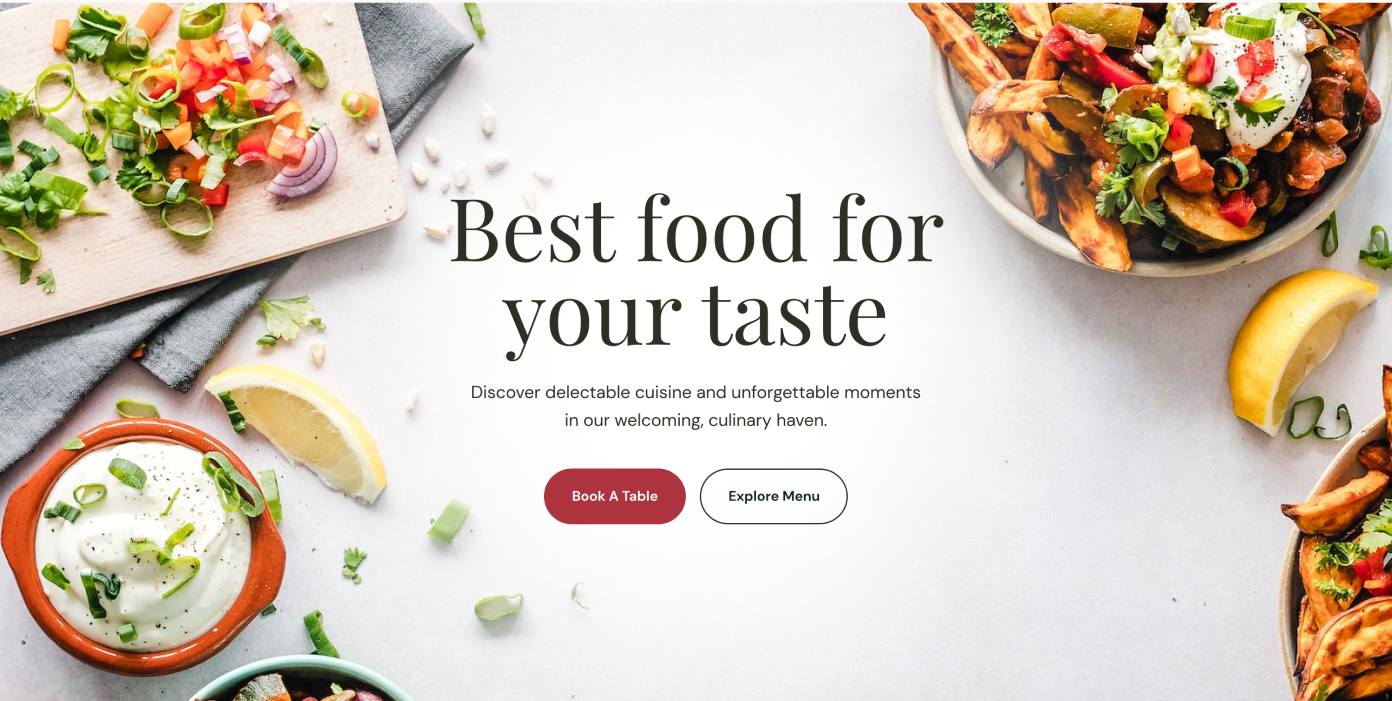 Best food for
your taste
Discover delectable cuisine and unforgettable moments
in our welcoming, culinary haven.
Book A Table
Explore Menu